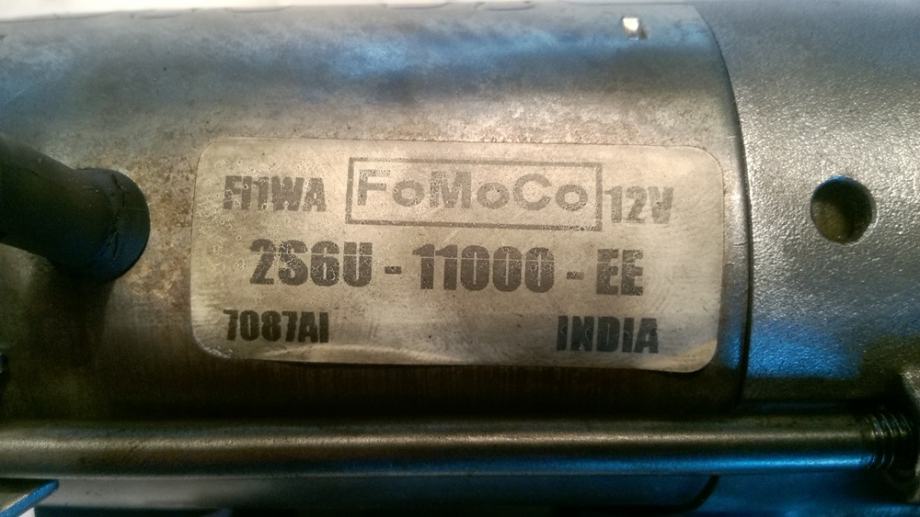 FI1WA FoMoCo 12V
2S6U - 11000 - EE
7087AI INDIA